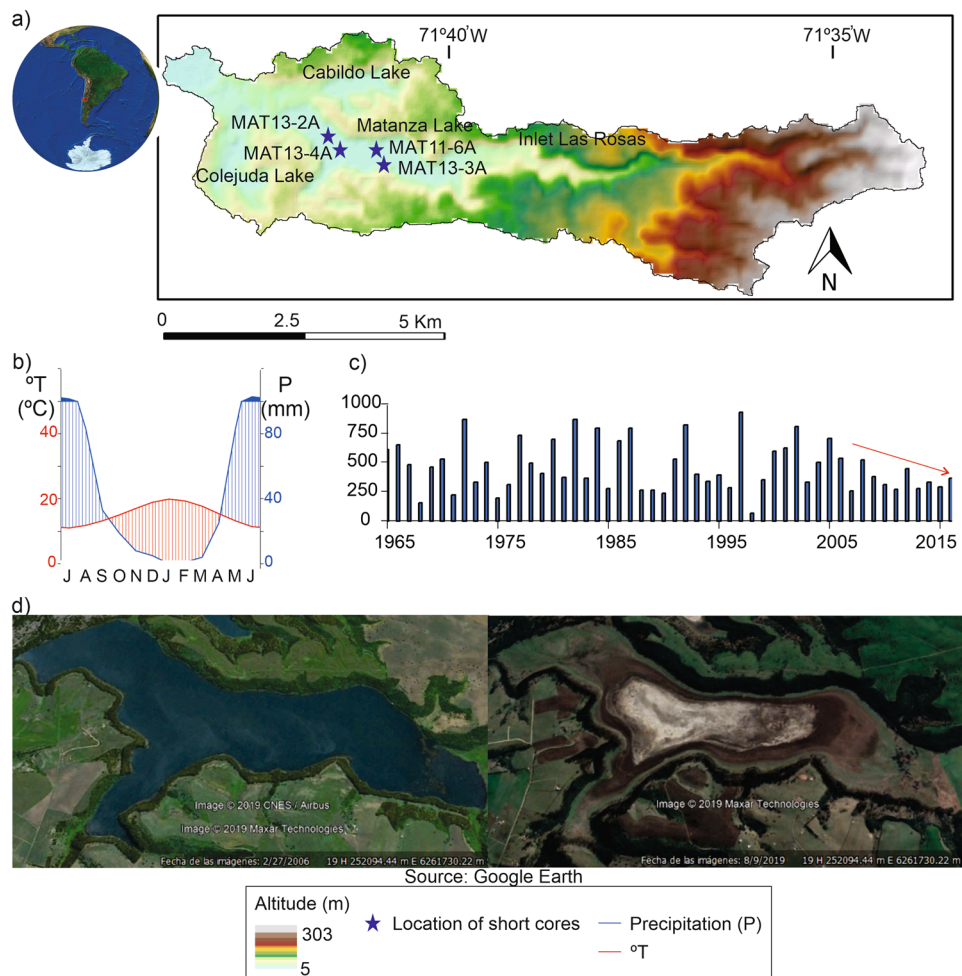 a)
71º40'W
71º35'W
Cabildo Lake
MAT13-2A
Matanza Lake
Inlet Las Rosas
MAT13-4A
MAT11-6A
Colejuda Lake
MAT13-3A
N
0 2.5 5 Km
b)
ºT
(ºC)
P
(mm)
40
20
0
80
40
0
J A S O N D J F M A M J
c)
1000
750
500
250
0
1965 1975 1985 1995 2005 2015
d)
Image © 2019 CNES / Airbus
Image © 2019 Maxar Technologies
Fecha de las imágenes: 2/27/2006 19 H 252094.44 m E 6261730.22 m S
Image © 2019 Maxar Technologies
Fecha de las imágenes: 8/9/2019 19 H 252094.44 m E 6261730.22 m
Source: Google Earth
Altitude (m)
303
5
Location of short cores
Precipitation (P)
ºT